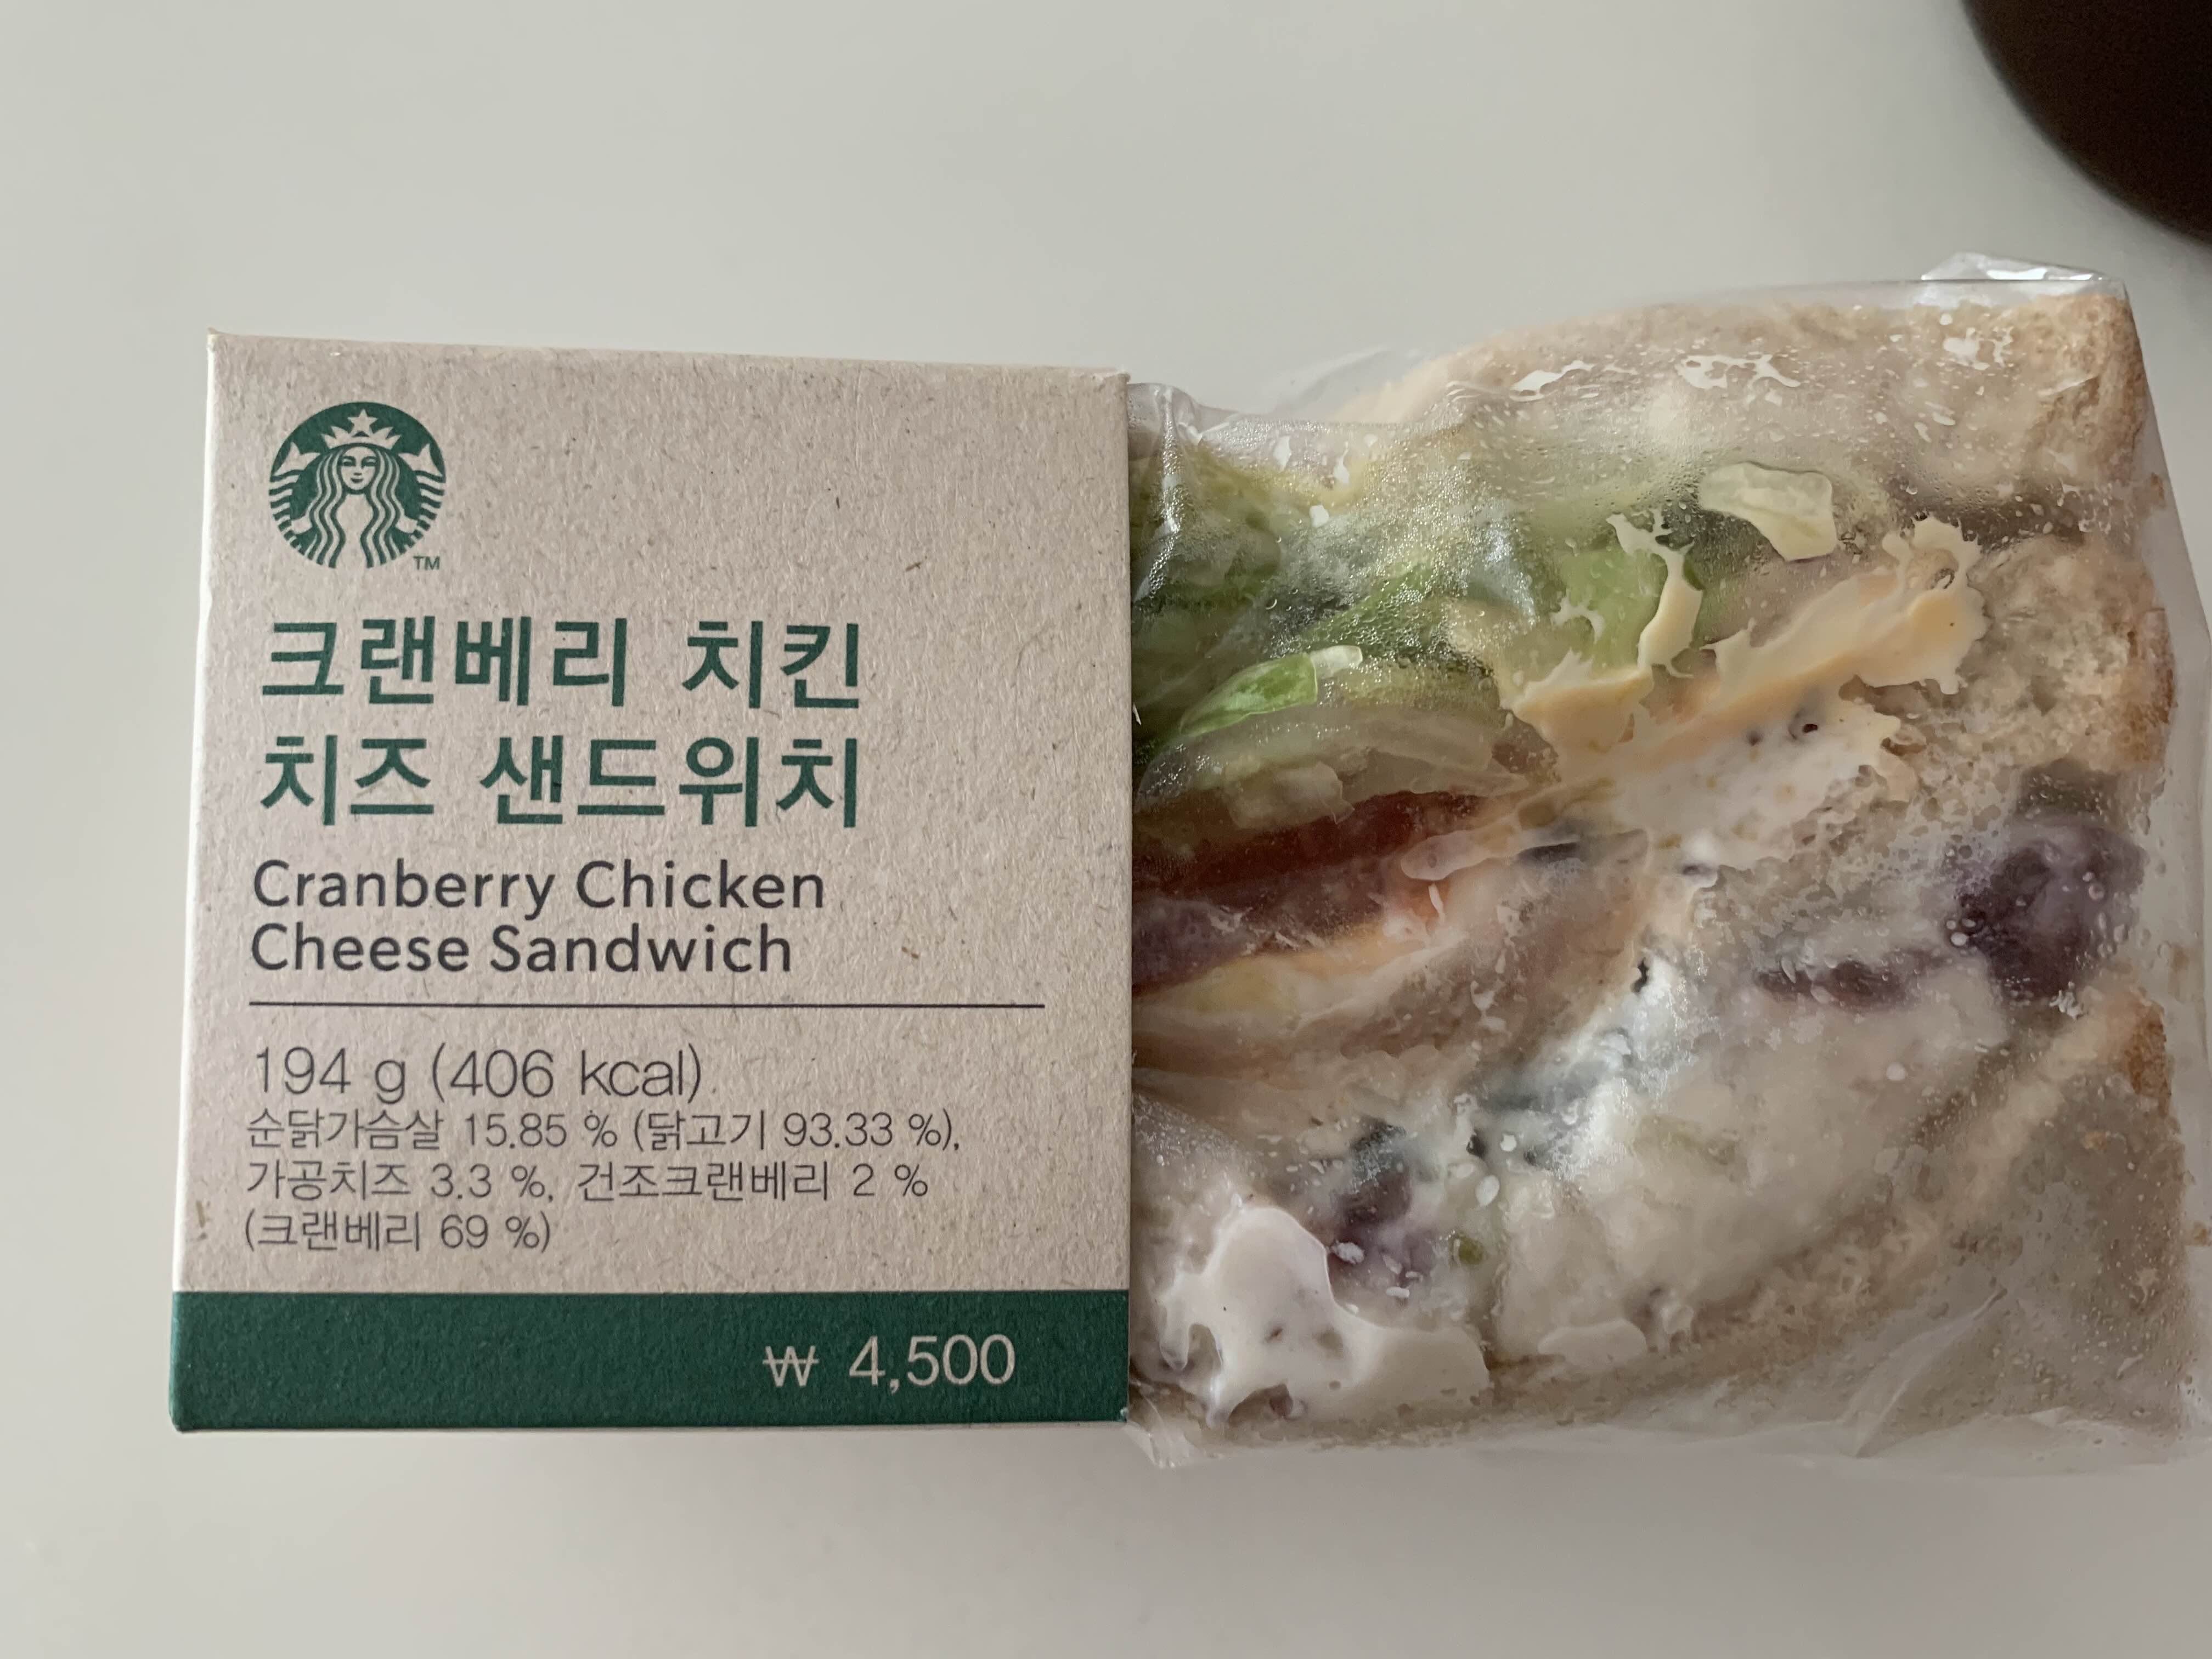 TM
크랜베리 치킨
치즈 샌드위치
Cranberry Chicken
Cheese Sandwich
194 g (406 kcal)
순닭가슴살 15.85 % (닭고기 93.33 %),
가공치즈 3.3 %, 건조크랜베리 2 %
(크랜베리 69 %)
₩ 4,500